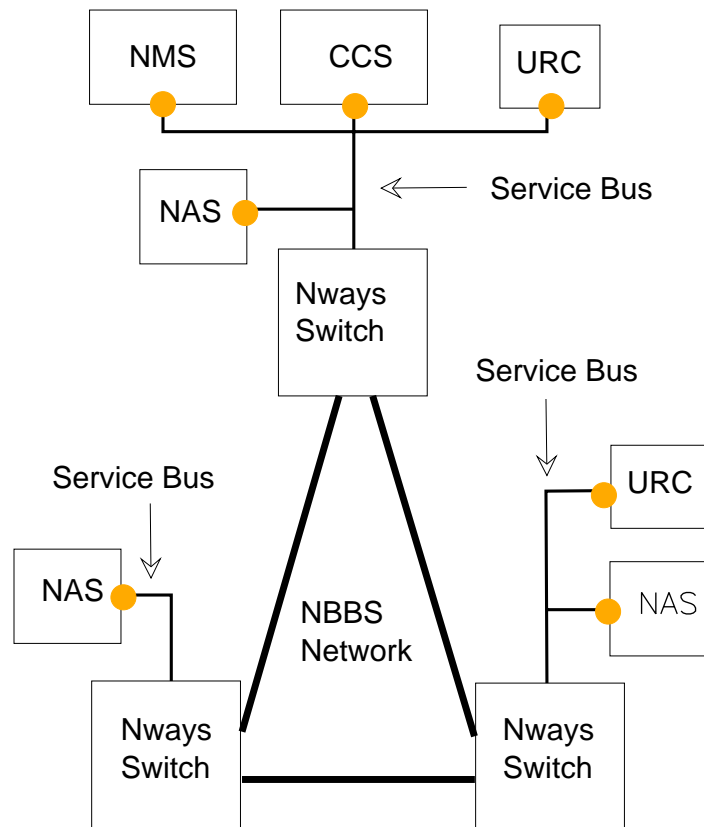 NMS
CCS
URC
NAS
Service Bus
Nways
Switch
Service Bus
Service Bus
URC
NAS
NAS
NBBS
Network
Nways
Switch
Nways
Switch